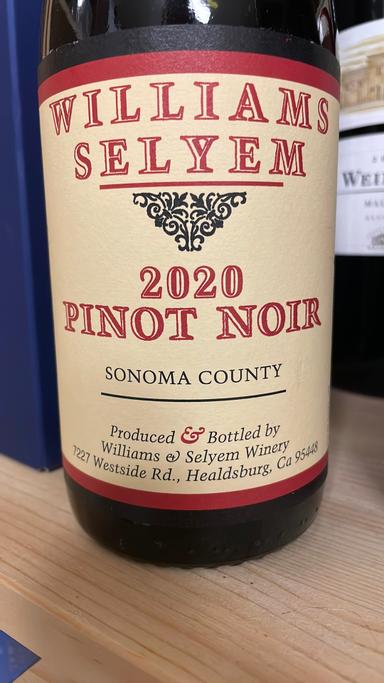 WILLIAMS
SELYEM
2020
PINOT NOIR
SONOMA COUNTY
Produced & Bottled by
Williams & Selyem Winery
7227 Westside Rd., Healdsburg, Ca 95448